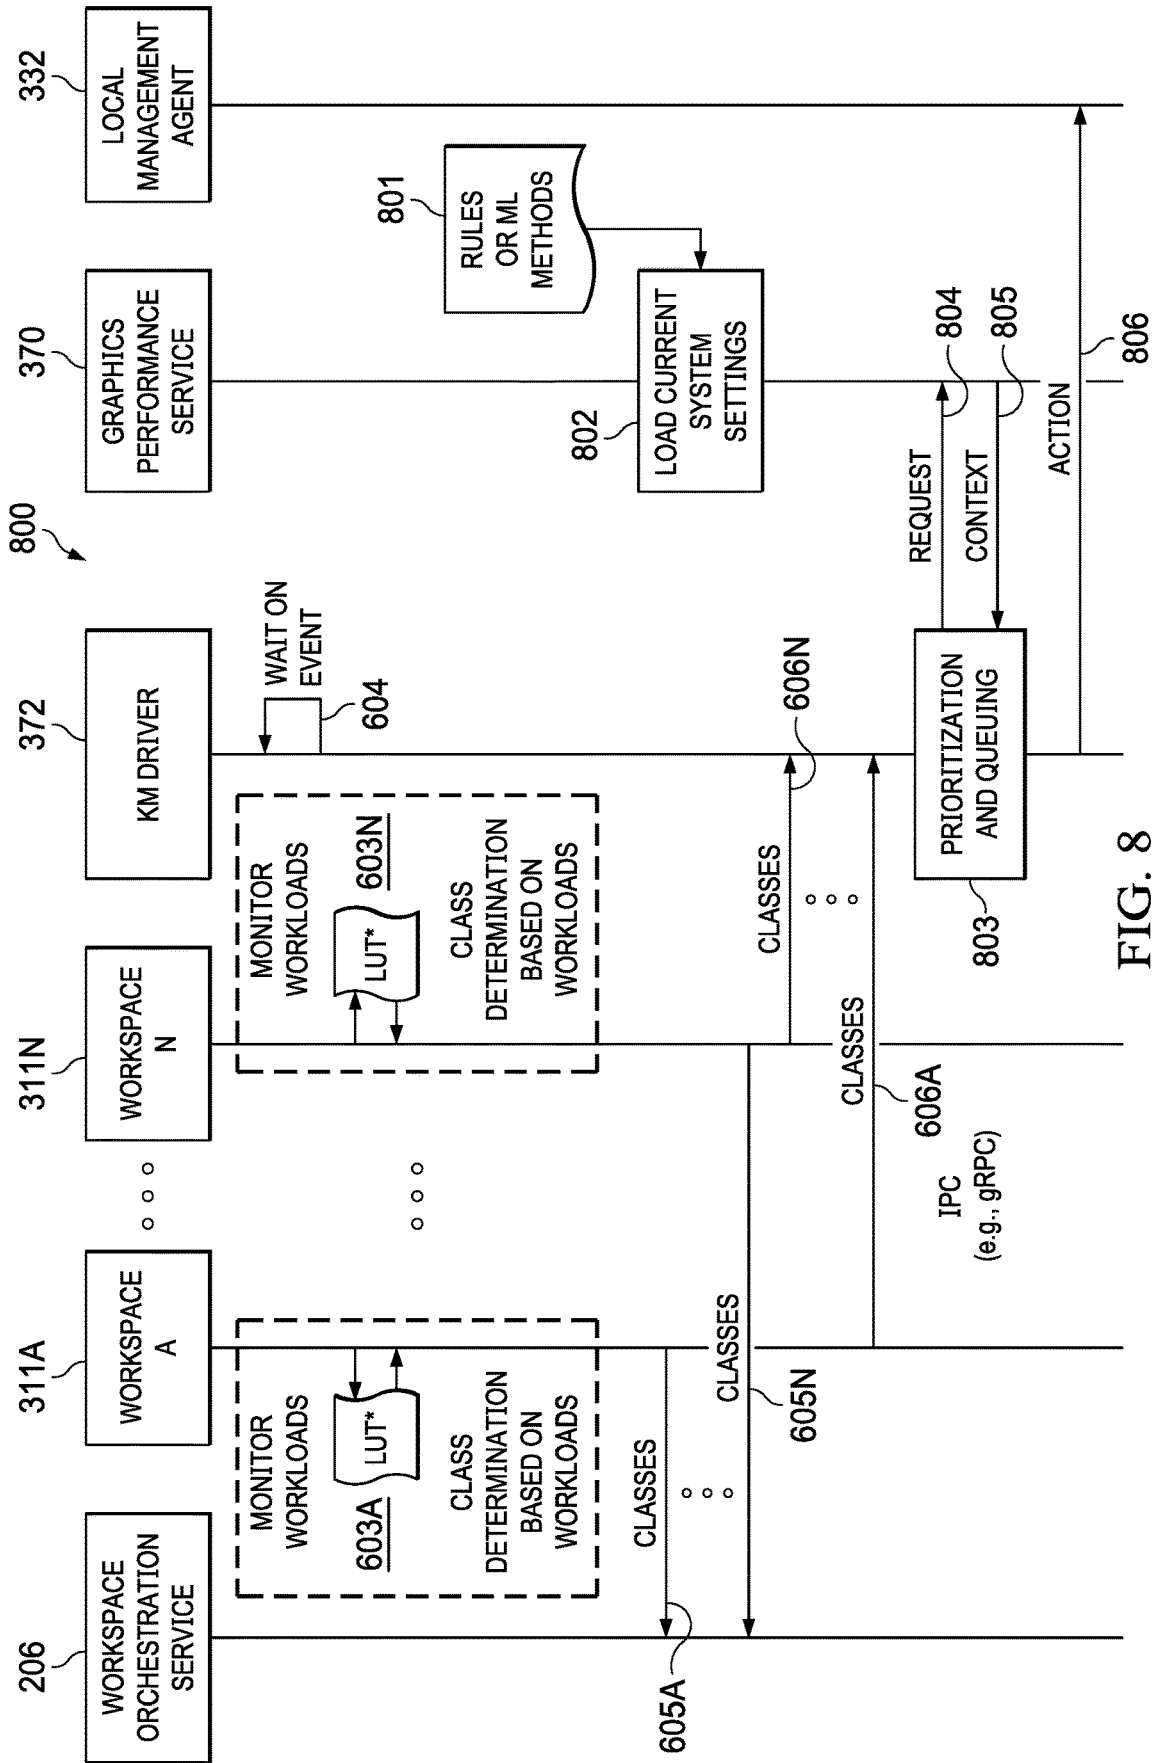 800
206
WORKSPACE
ORCHESTRATION
SERVICE
311A
WORKSPACE
A
311N
WORKSPACE
N
372
KM DRIVER
370
GRAPHICS
PERFORMANCE
SERVICE
332
LOCAL
MANAGEMENT
AGENT
MONITOR
WORKLOADS
603A
LUT*
CLASS
DETERMINATION
BASED ON
WORKLOADS
MONITOR
WORKLOADS
LUT*
603N
CLASS
DETERMINATION
BASED ON
WORKLOADS
WAIT ON
EVENT
604
801
RULES
OR ML
METHODS
802
LOAD CURRENT
SYSTEM
SETTINGS
CLASSES
605A
CLASSES
605N
CLASSES
606N
CLASSES
606A
IPC
(e.g., gRPC)
803
PRIORITIZATION
AND QUEUING
REQUEST
804
CONTEXT
805
ACTION
806
FIG. 8